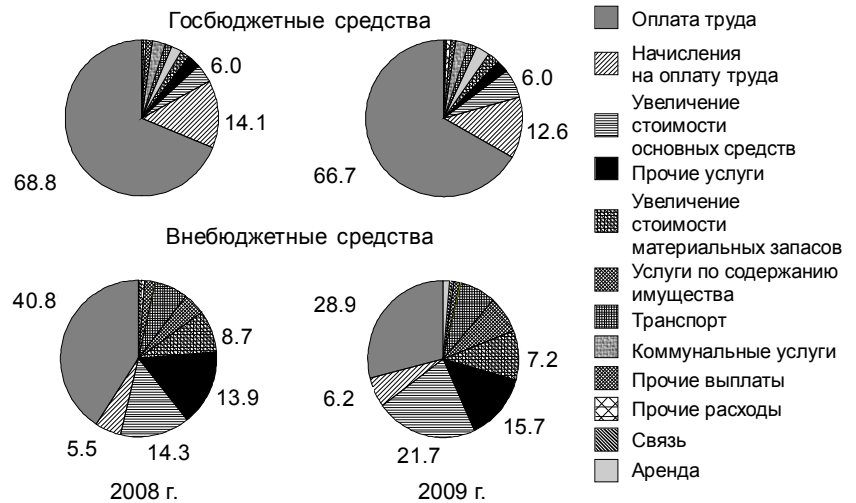 Госбюджетные средства
6.0
14.1
68.8
6.0
12.6
66.7
Внебюджетные средства
40.8
8.7
13.9
14.3
5.5
28.9
7.2
15.7
21.7
6.2
2008 г.
2009 г.
Оплата труда
Начисления
на оплату труда
Увеличение
стоимости
основных средств
Прочие услуги
Увеличение
стоимости
материальных запасов
Услуги по содержанию
имущества
Транспорт
Коммунальные услуги
Прочие выплаты
Прочие расходы
Связь
Аренда